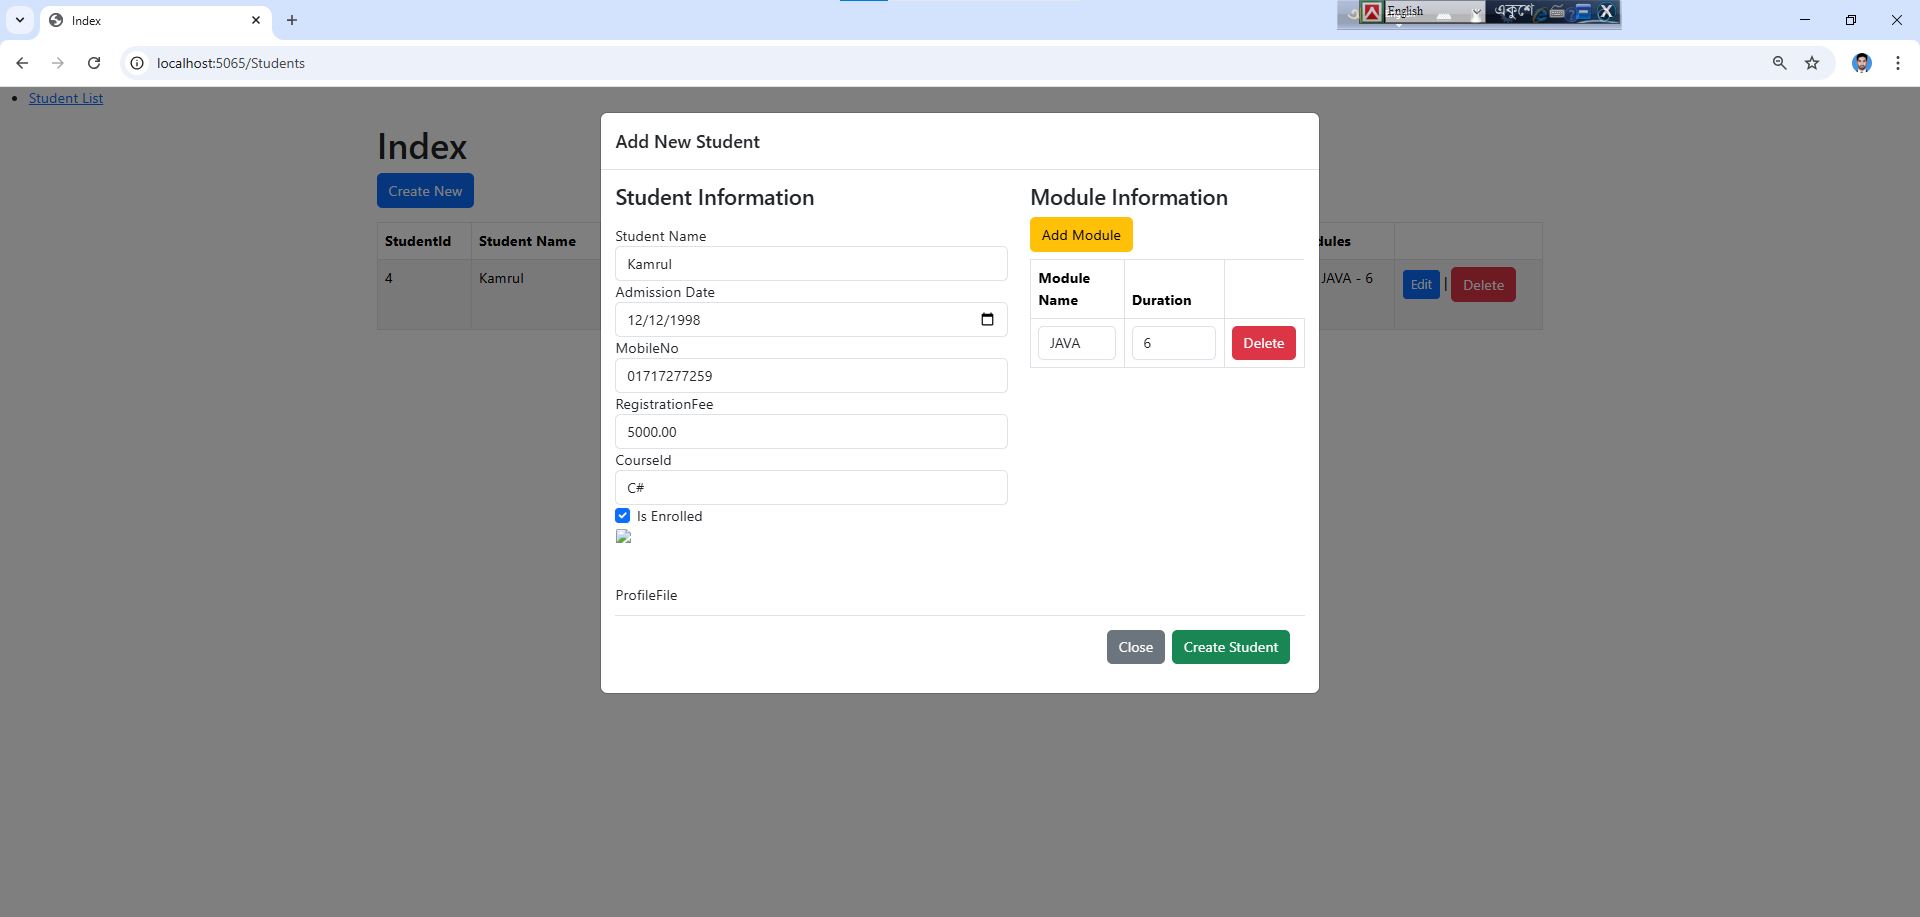 Index
English
একুশে
localhost:5065/Students
Student List
Index
Create New
StudentId Student Name dules
4 Kamrul JAVA - 6 Edit | Delete
Add New Student
Student Information
Student Name
Kamrul
Admission Date
12/12/1998
MobileNo
01717277259
RegistrationFee
5000.00
CourseId
C#
Is Enrolled
ProfileFile
Module Information
Add Module
Module Name Duration
JAVA 6 Delete
Close Create Student